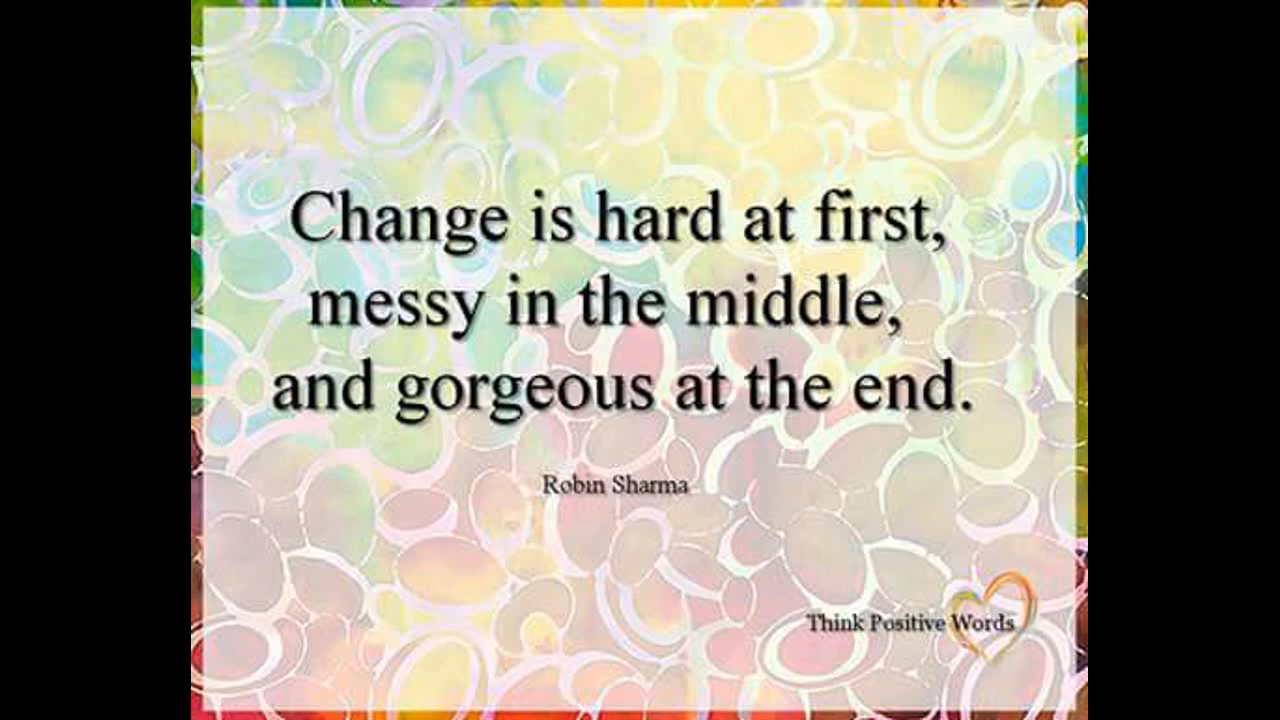 Change is hard at first,
messy in the middle,
and gorgeous at the end.
Robin Sharma
Think Positive Words